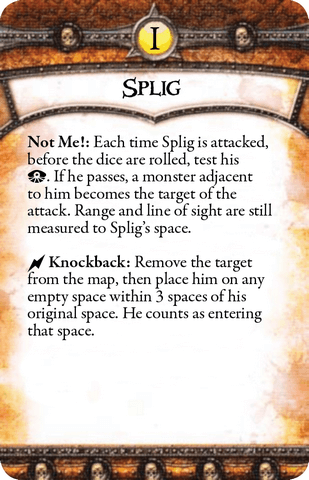 I
Splig
Not Me!: Each time Splig is attacked,
before the dice are rolled, test his
. If he passes, a monster adjacent
to him becomes the target of the
attack. Range and line of sight are still
measured to Splig's space.
Knockback: Remove the target
from the map, then place him on any
empty space within 3 spaces of his
original space. He counts as entering
that space.